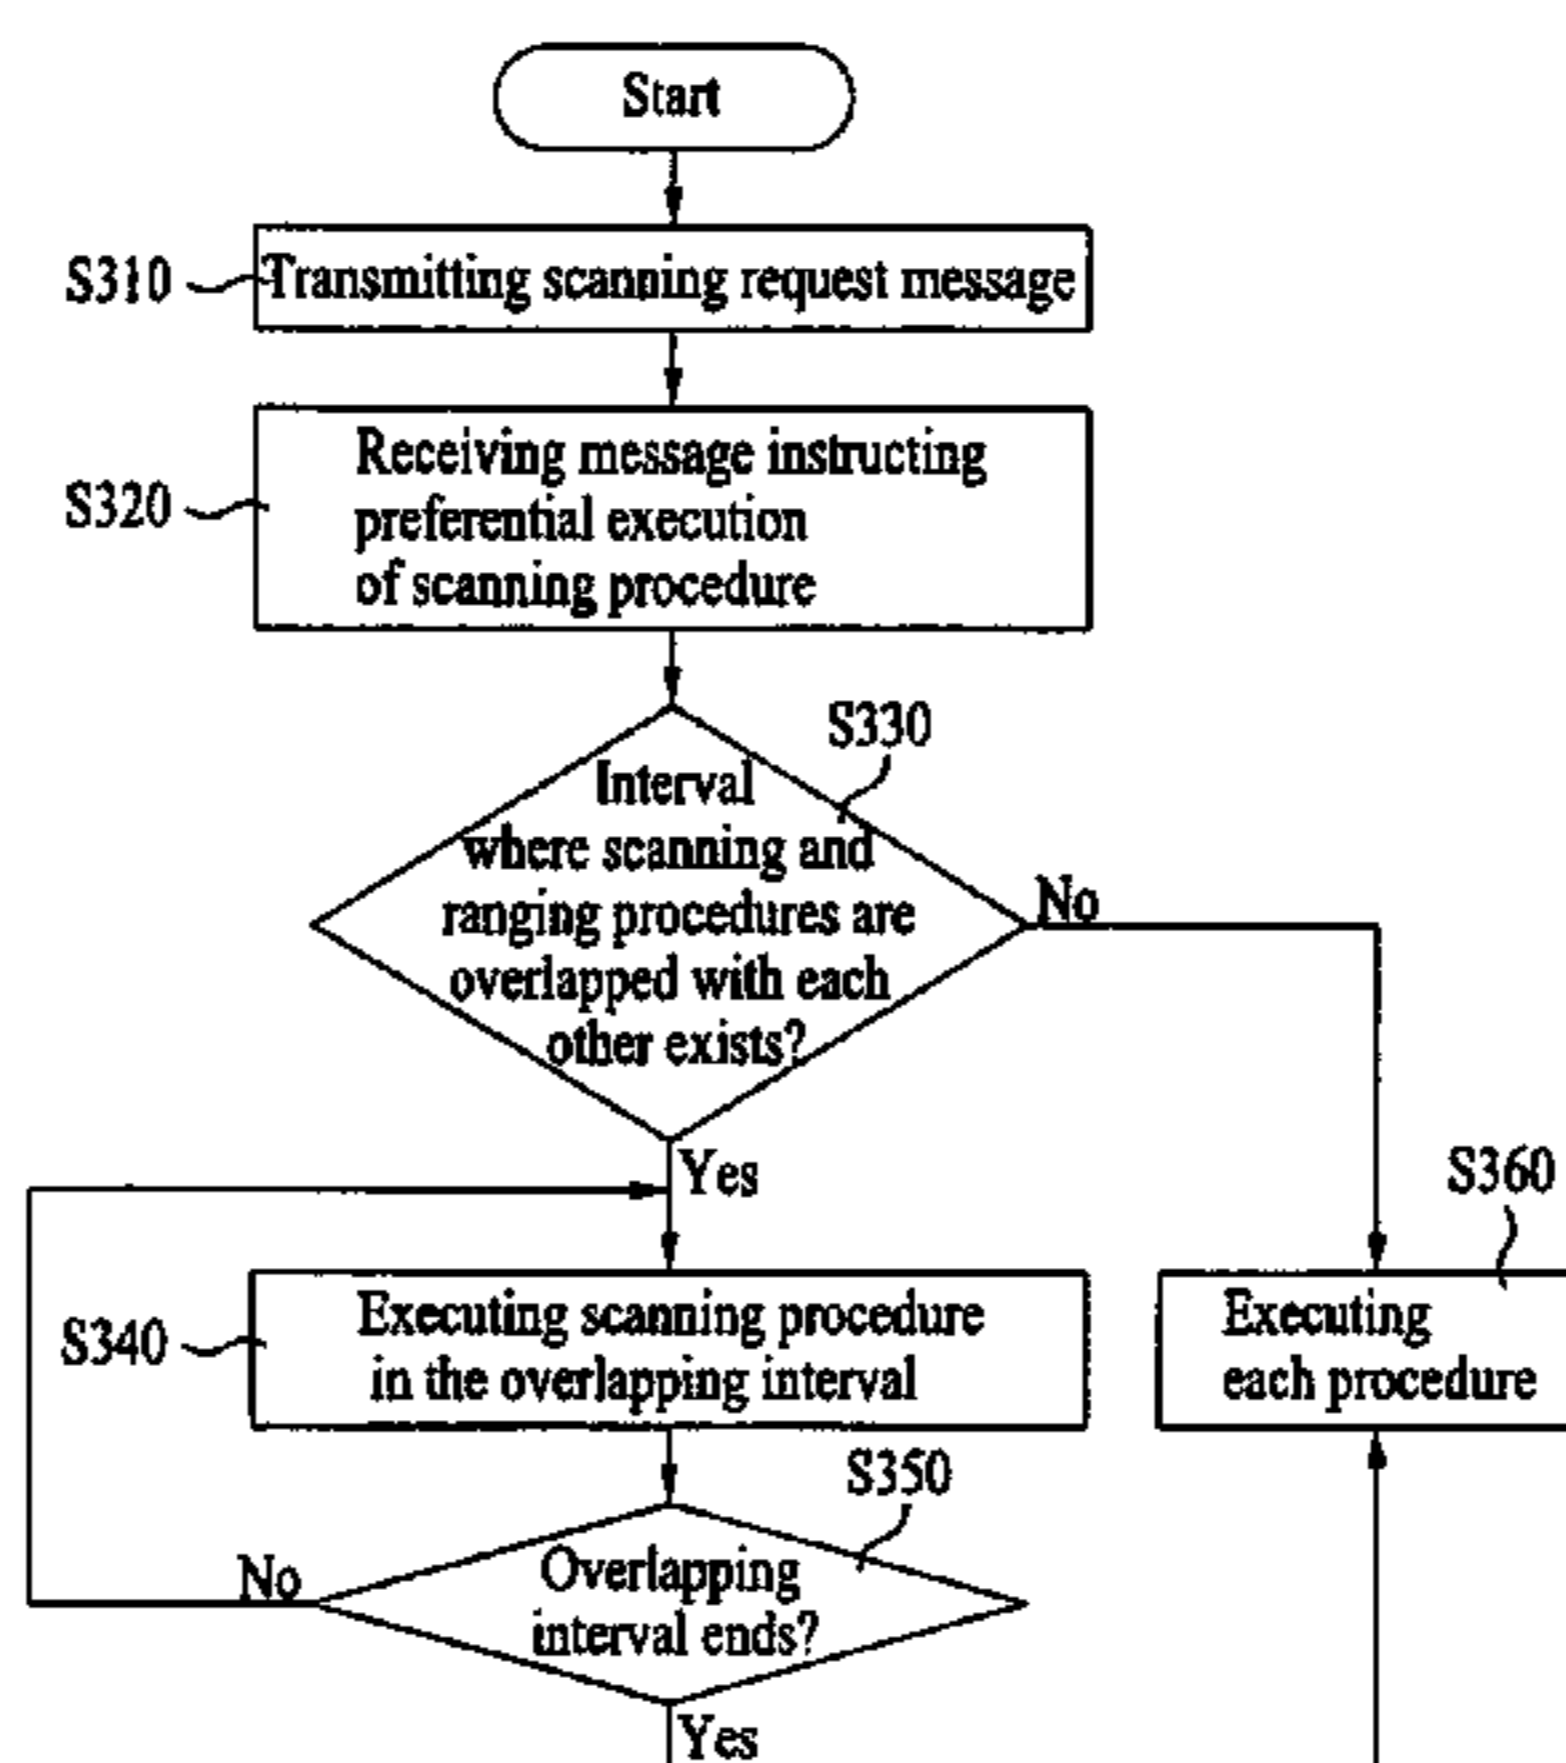 Start
S310
Transmitting scanning request message
S320
Receiving message instructing
preferential execution
of scanning procedure
S330
Interval
where scanning and
ranging procedures are
overlapped with each
other exists?
No
Yes
S360
S340
Executing scanning procedure
in the overlapping interval
Executing
each procedure
S350
No
Overlapping
interval ends?
Yes